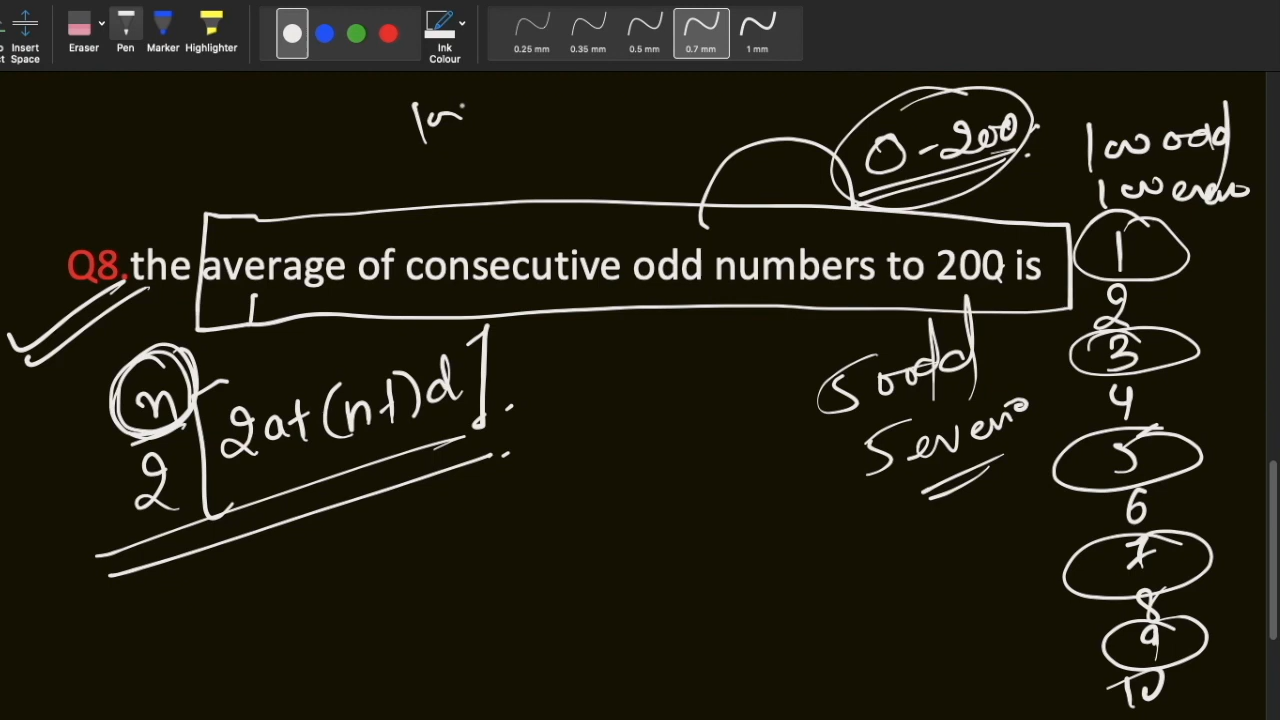 Insert
Space
Eraser
Pen
Marker
Highlighter
Ink
Colour
0.25 mm
0.35 mm
0.5 mm
0.7 mm
1 mm
0-200
100 odd
100 even
Q8.the average of consecutive odd numbers to 200 is
n
2
[2a+(n-1)d]
5 odd
5 even
1
2
3
4
5
6
7
8
9
10